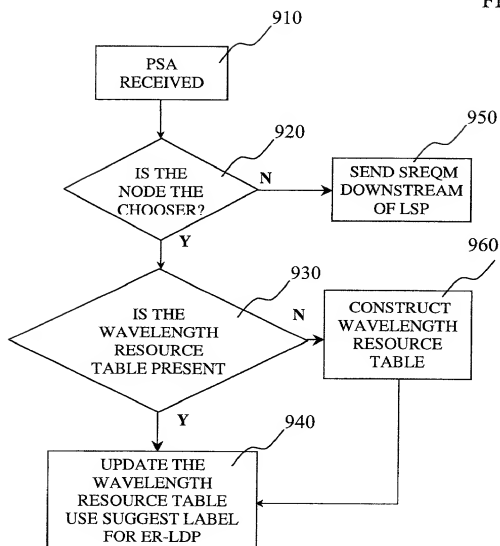 910
PSA
RECEIVED
920
950
IS THE
NODE THE
CHOOSER?
N
SEND SREQM
DOWNSTREAM
OF LSP
Y
960
930
IS THE
WAVELENGTH
RESOURCE
TABLE PRESENT
N
CONSTRUCT
WAVELENGTH
RESOURCE
TABLE
Y
940
UPDATE THE
WAVELENGTH
RESOURCE TABLE
USE SUGGEST LABEL
FOR ER-LDP